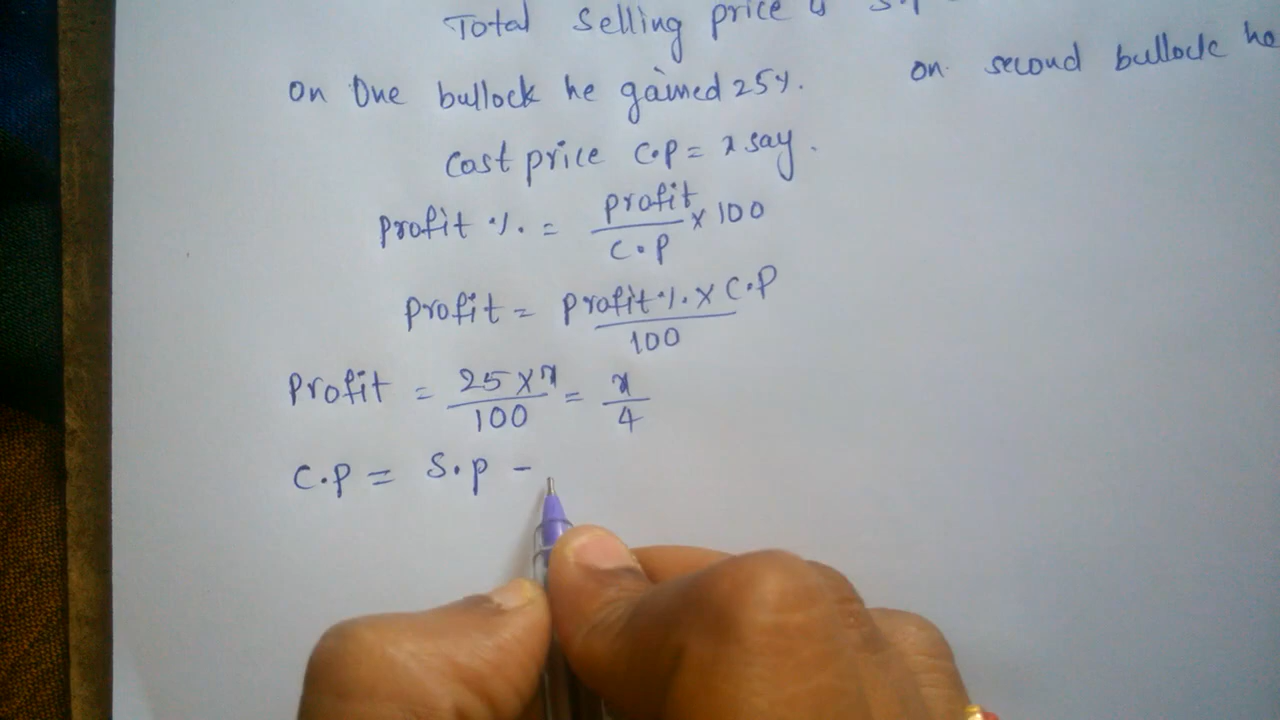 Total selling price is S.P
on One bullock he gained 25%. on second bullock he
Cost price C.P = x say.
Profit %. = profit / C.P × 100
Profit = Profit %. × C.P / 100
Profit = 25 × x / 100 = x / 4
C.P = S.P -